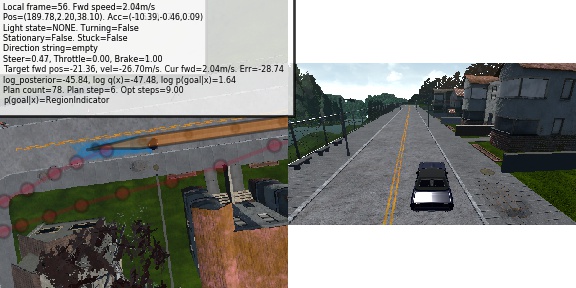 Local frame=56. Fwd speed=2.04m/s
Pos=(189.78,2.20,38.10). Acc=(-10.39,-0.46,0.09)
Light state=NONE. Turning=False
Stationary=False. Stuck=False
Direction string=empty
Steer=0.47, Throttle=0.00, Brake=1.00
Target fwd pos=-21.36, vel=-26.70m/s. Cur fwd=2.04m/s. Err=-28.74
log_posterior=-45.84, log q(x)=-47.48, log p(goal|x)=1.64
Plan count=78. Plan step=6. Opt steps=9.00
p(goal|x)=RegionIndicator